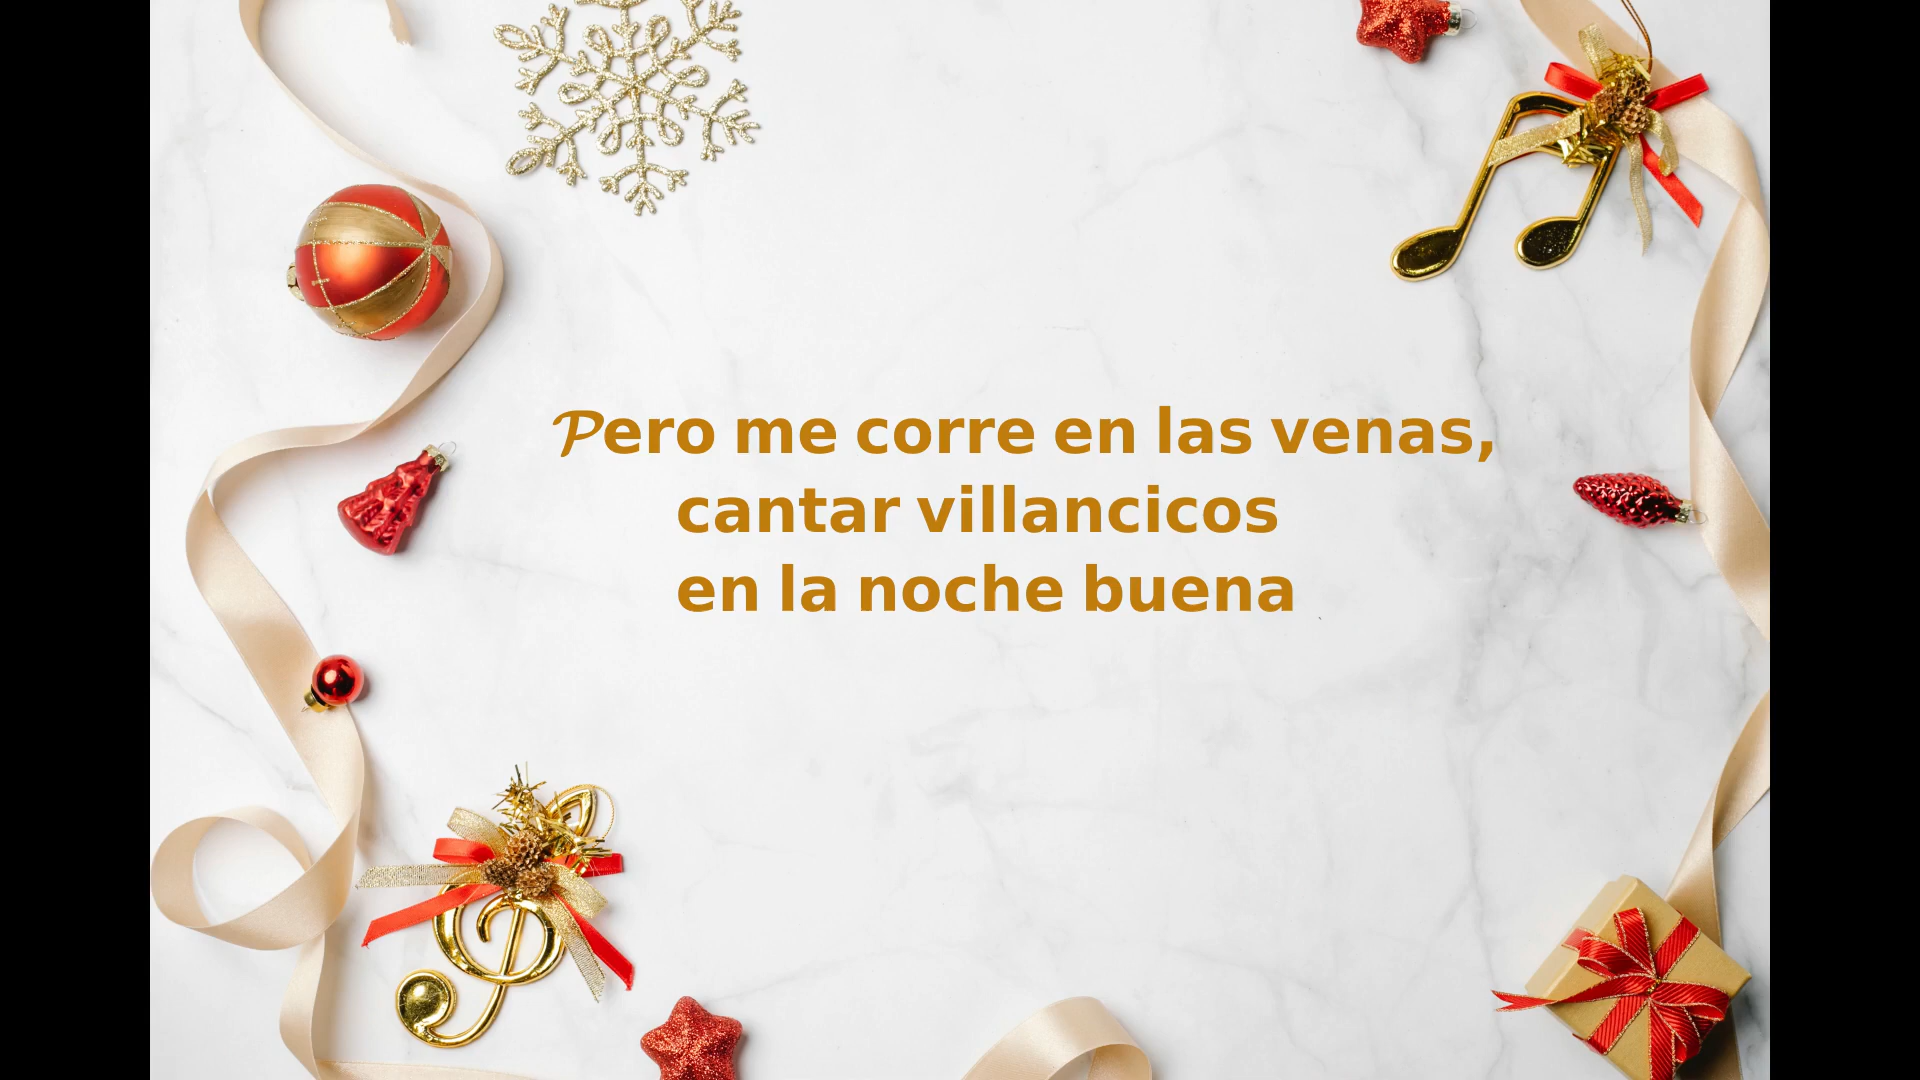 Pero me corre en las venas,
cantar villancicos
en la noche buena